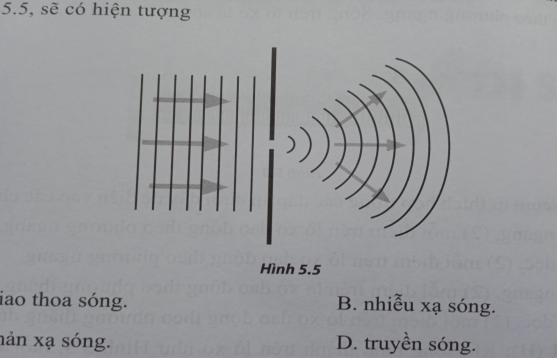 5.5, sẽ có hiện tượng
Hình 5.5
iao thoa sóng.
B. nhiễu xạ sóng.
xạ sóng.
D. truyền sóng.